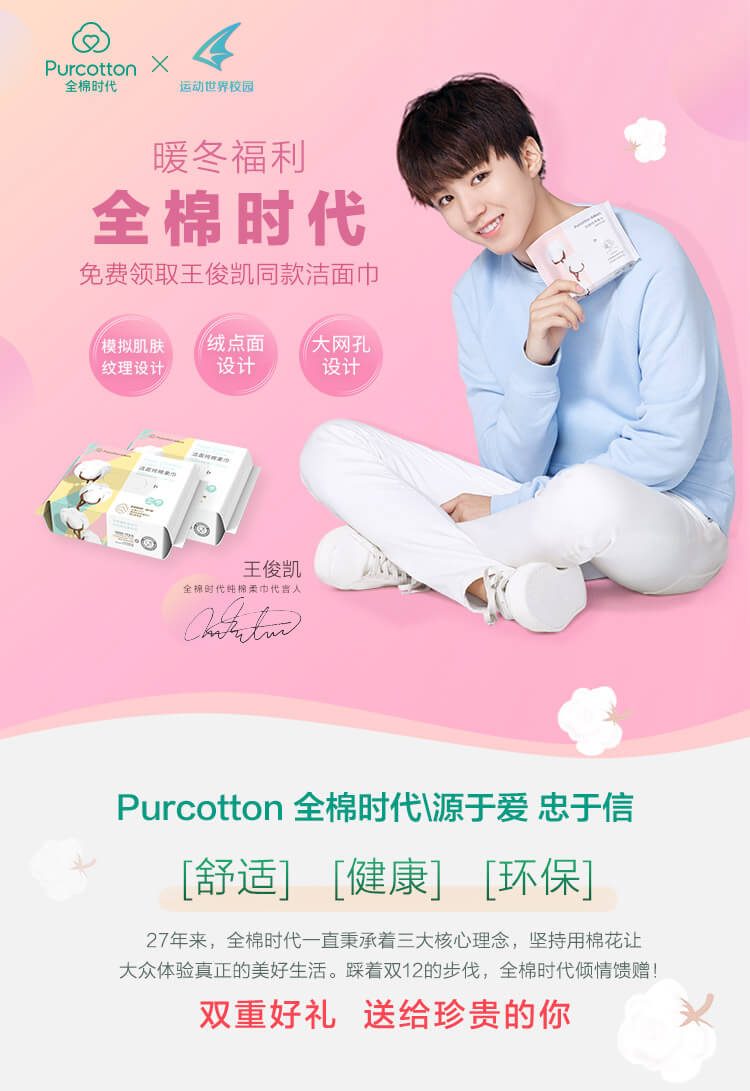 Purcotton
全棉时代
×
运动世界校园
暖冬福利
全棉时代
免费领取王俊凯同款洁面巾
模拟肌肤
纹理设计
绒点面
设计
大网孔
设计
Purcotton
洁面纯棉柔巾
王俊凯
全棉时代纯棉柔巾代言人
Purcotton 全棉时代\源于爱 忠于信
[舒适] [健康] [环保]
27年来，全棉时代一直秉承着三大核心理念，坚持用棉花让
大众体验真正的美好生活。踩着双12的步伐，全棉时代倾情馈赠！
双重好礼 送给珍贵的你